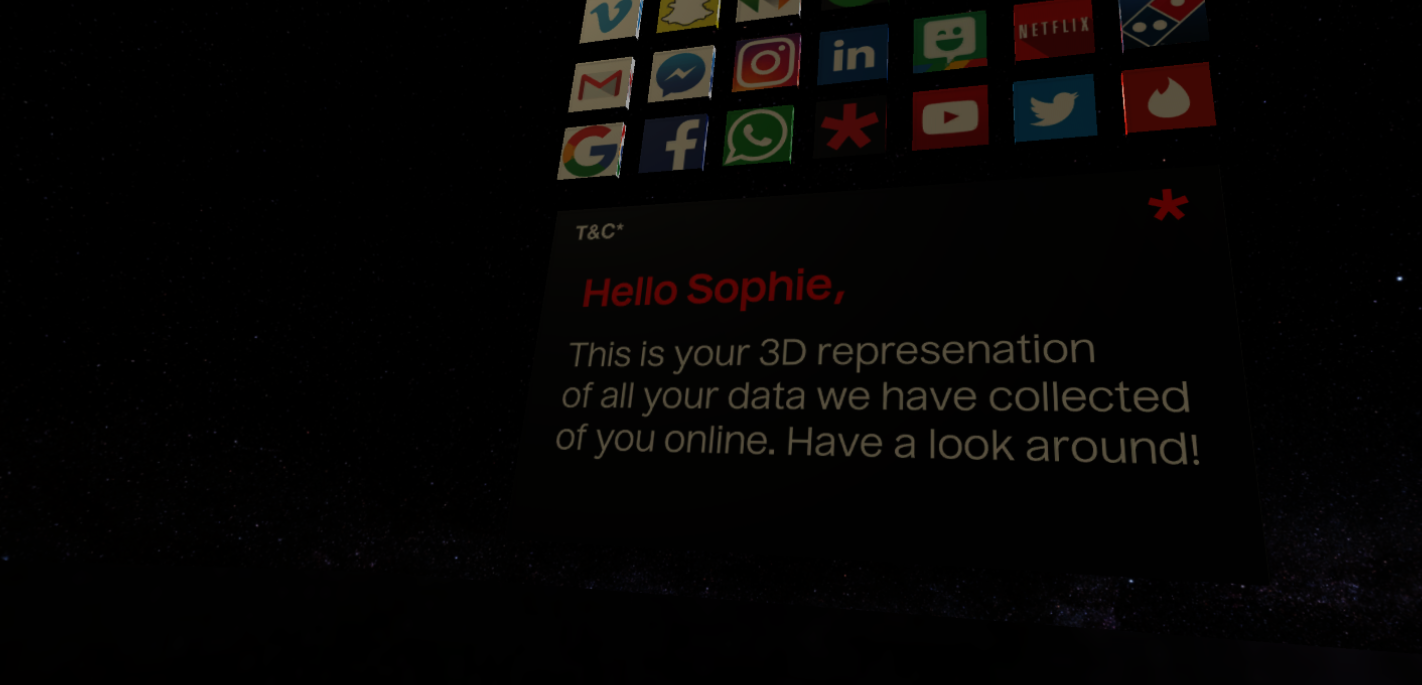 NETFLIX
in
T&C*
Hello Sophie,
This is your 3D represenation
of all your data we have collected
of you online. Have a look around!